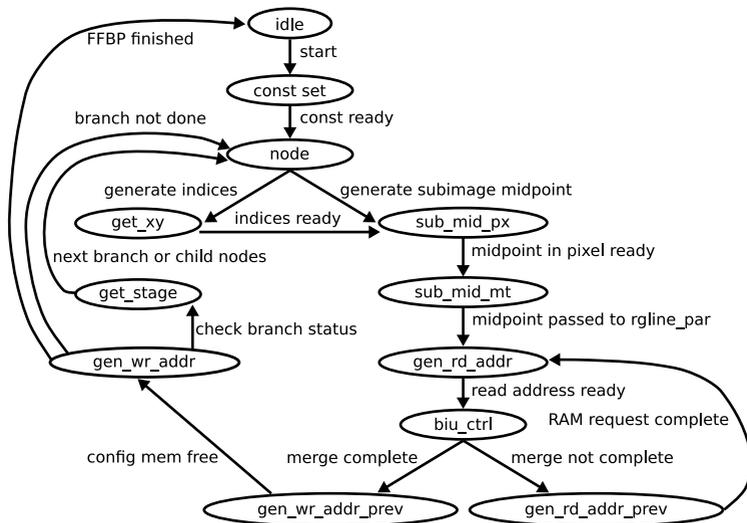 idle
FFBP finished
start
const set
branch not done
const ready
node
generate indices
generate subimage midpoint
get_xy
indices ready
sub_mid_px
next branch or child nodes
midpoint in pixel ready
get_stage
sub_mid_mt
check branch status
midpoint passed to rgline_par
gen_wr_addr
gen_rd_addr
read address ready
biu_ctrl
RAM request complete
config mem free
merge complete
merge not complete
gen_wr_addr_prev
gen_rd_addr_prev